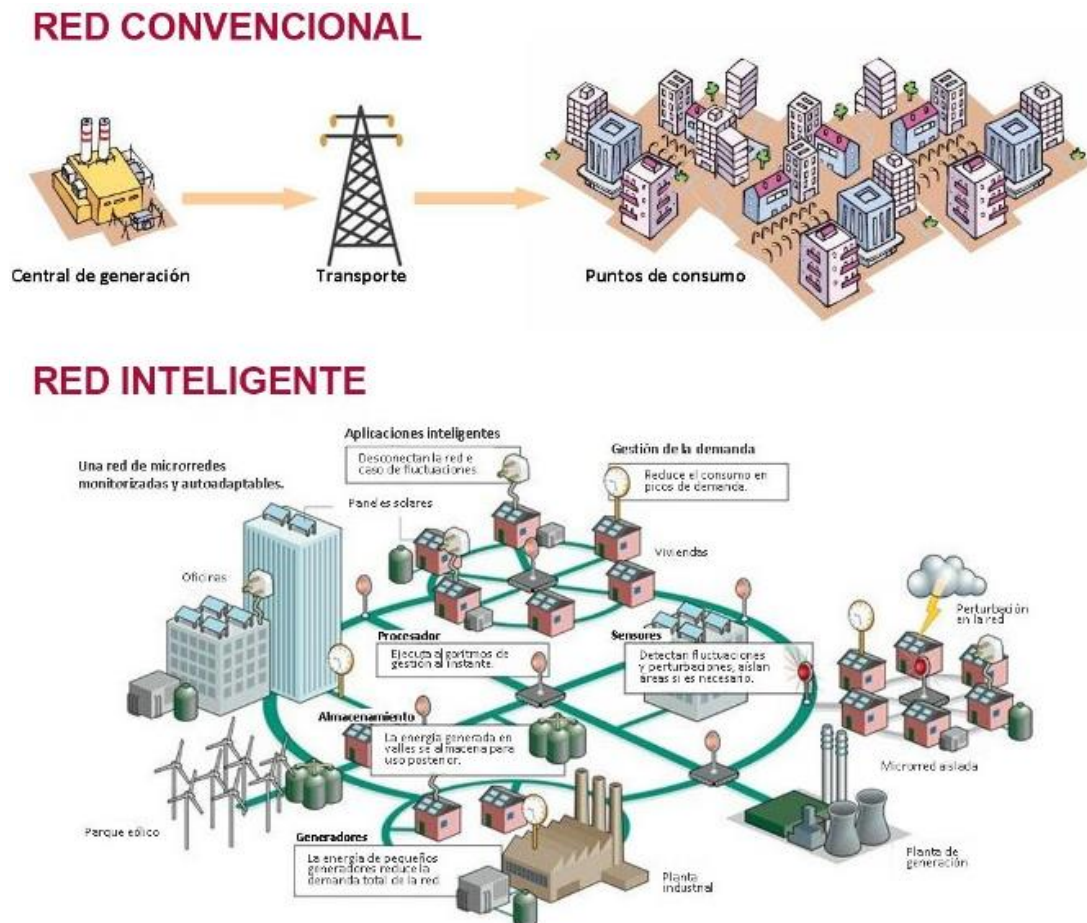 RED CONVENCIONAL
Central de generación
Transporte
Puntos de consumo
RED INTELIGENTE
Una red de microrredes
monitorizadas y autoadaptables.
Aplicaciones inteligentes
Desconectan la red e
caso de fluctuaciones.
Gestión de la demanda
Reduce el consumo en
picos de demanda.
Paneles solares
Viviendas
Oficinas
Perturbación
en la red
Procesador
Ejecuta algoritmos de
gestión al instante.
Sensores
Detectan fluctuaciones
y perturbaciones, aíslan
áreas si es necesario.
Almacenamiento
La energía generada en
valles se almacena para
uso posterior.
Microrred aislada
Parque eólico
Generadores
La energía de pequeños
generadores reduce la
demanda total de la red.
Planta
industrial
Planta de
generación